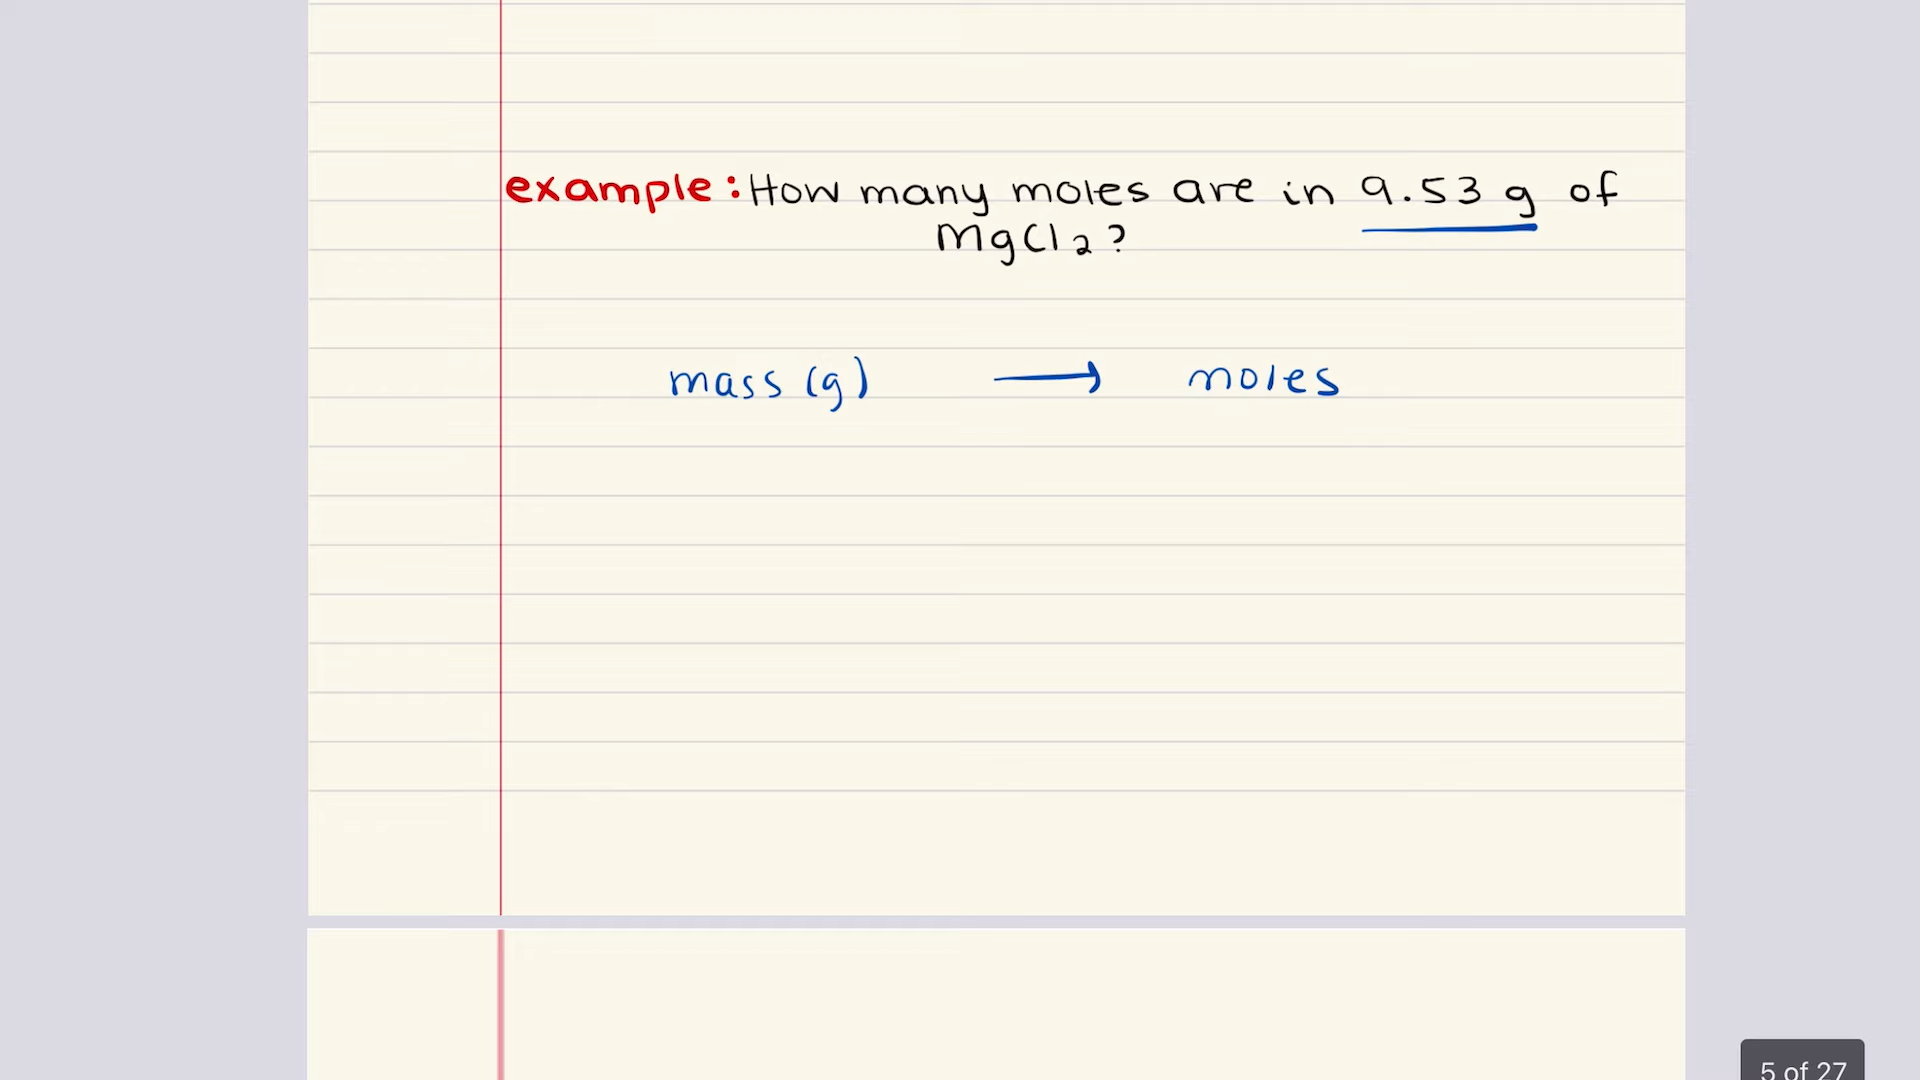 example: How many moles are in 9.53 g of
MgCl₂?
mass (g) → moles
5 of 27